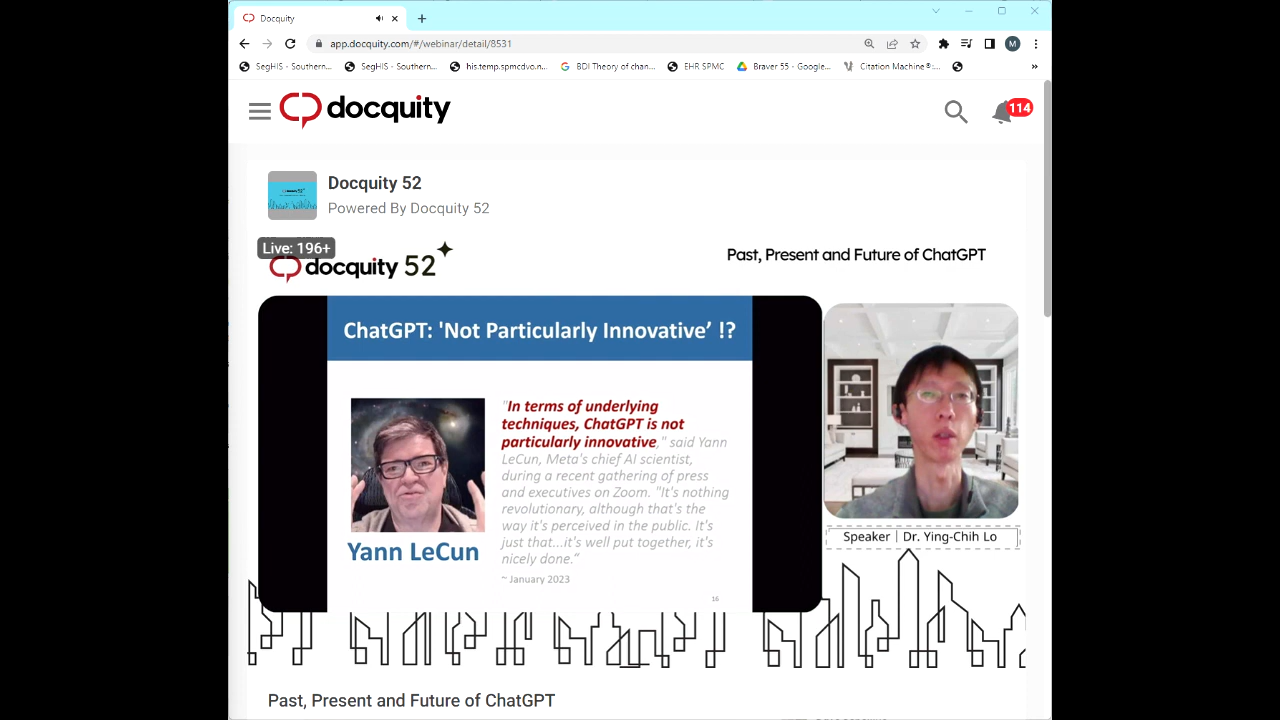 Docquity
app.docquity.com/#/webinar/detail/8531
M
SegHIS - Southern...
SegHIS - Southern...
his.temp.spmcdvo.n...
BDI Theory of chan...
EHR SPMC
Braver 55 - Google...
Citation Machine®:...
»
docquity
114
Docquity 52
Powered By Docquity 52
Live: 196+
docquity 52
Past, Present and Future of ChatGPT
ChatGPT: 'Not Particularly Innovative’ !?
"In terms of underlying
techniques, ChatGPT is not
particularly innovative," said Yann
LeCun, Meta's chief AI scientist,
during a recent gathering of press
and executives on Zoom. "It's nothing
revolutionary, although that's the
way it's perceived in the public. It's
just that...it's well put together, it's
nicely done.“
~ January 2023
Yann LeCun
16
Speaker | Dr. Ying-Chih Lo
Past, Present and Future of ChatGPT